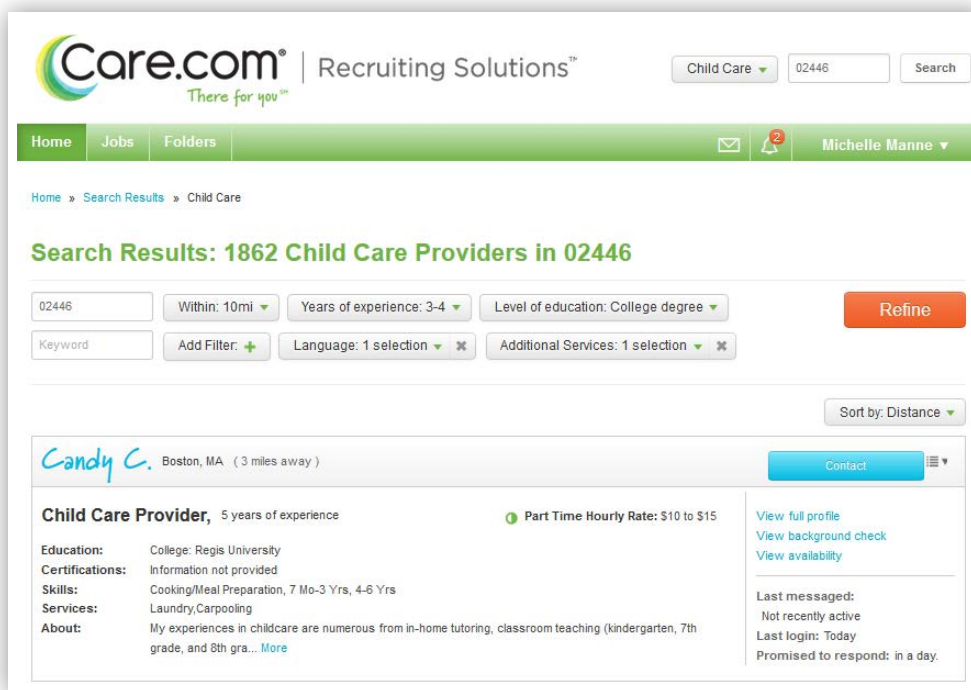 Care.com® | Recruiting Solutions™
There for you℠
Child Care
02446
Search
Home
Jobs
Folders
2
Michelle Manne
Home » Search Results » Child Care
Search Results: 1862 Child Care Providers in 02446
02446
Within: 10mi
Years of experience: 3-4
Level of education: College degree
Refine
Keyword
Add Filter: +
Language: 1 selection
Additional Services: 1 selection
Sort by: Distance
Candy C. Boston, MA ( 3 miles away )
Contact
Child Care Provider, 5 years of experience
Part Time Hourly Rate: $10 to $15
Education: College: Regis University
Certifications: Information not provided
Skills: Cooking/Meal Preparation, 7 Mo-3 Yrs, 4-6 Yrs
Services: Laundry,Carpooling
About: My experiences in childcare are numerous from in-home tutoring, classroom teaching (kindergarten, 7th
grade, and 8th gra... More
View full profile
View background check
View availability
Last messaged:
Not recently active
Last login: Today
Promised to respond: in a day.